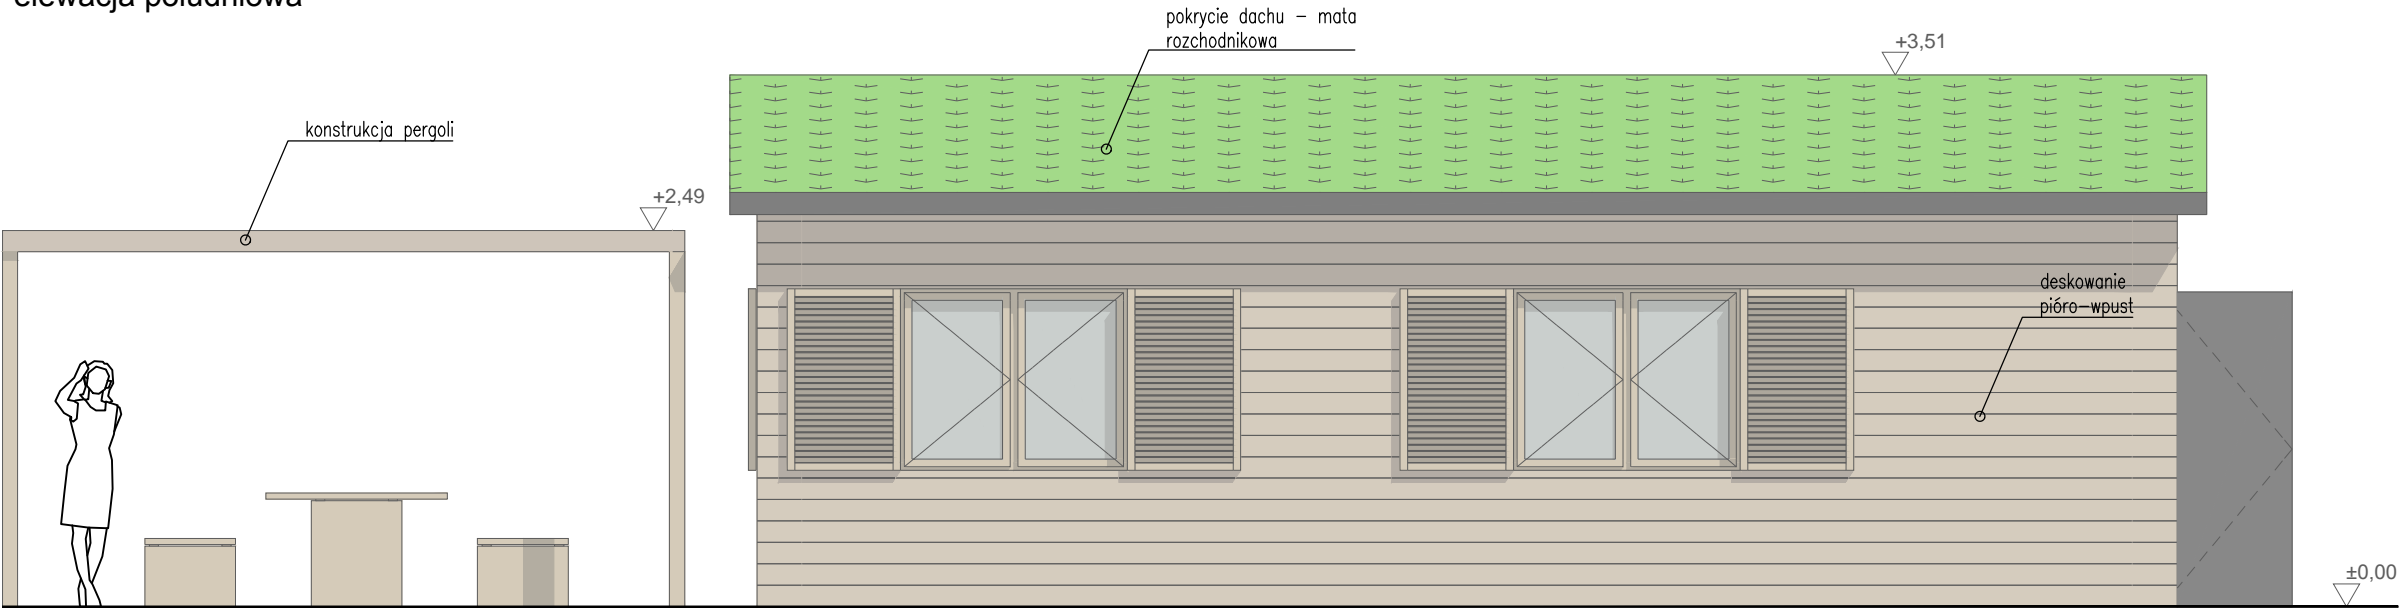 elewacja południowa
pokrycie dachu – mata
rozchodnikowa
+3,51
konstrukcja pergoli
+2,49
deskowanie
pióro–wpust
±0,00